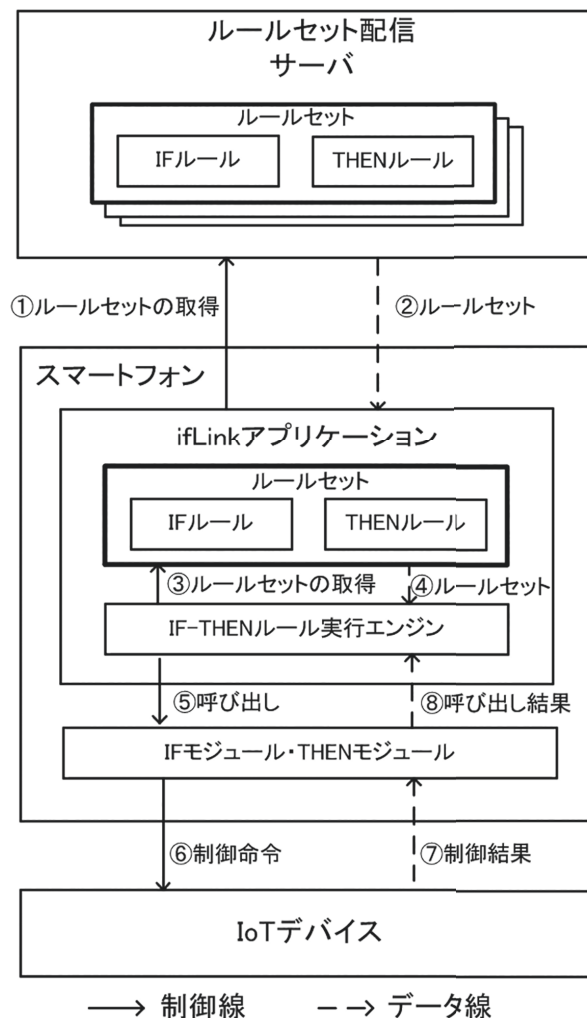 ルールセット配信
サーバ
ルールセット
IFルール
THENルール
①ルールセットの取得
②ルールセット
スマートフォン
ifLinkアプリケーション
ルールセット
IFルール
THENルール
③ルールセットの取得
④ルールセット
IF-THENルール実行エンジン
⑤呼び出し
⑧呼び出し結果
IFモジュール・THENモジュール
⑥制御命令
⑦制御結果
IoTデバイス
制御線
データ線